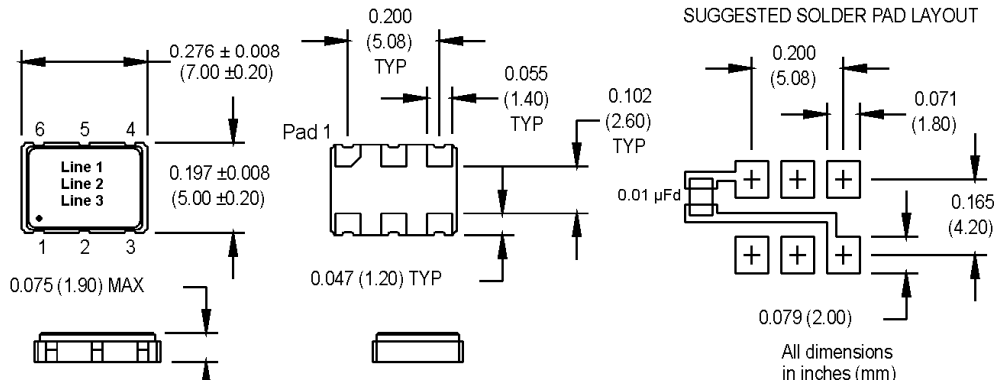 0.276 ± 0.008
(7.00 ±0.20)
6 5 4
Line 1
Line 2
Line 3
1 2 3
0.197 ±0.008
(5.00 ±0.20)
0.075 (1.90) MAX
0.200
(5.08)
TYP
0.055
(1.40)
TYP
Pad 1
0.102
(2.60)
TYP
0.047 (1.20) TYP
SUGGESTED SOLDER PAD LAYOUT
0.200
(5.08)
0.071
(1.80)
0.01 µFd
0.165
(4.20)
0.079 (2.00)
All dimensions
in inches (mm)